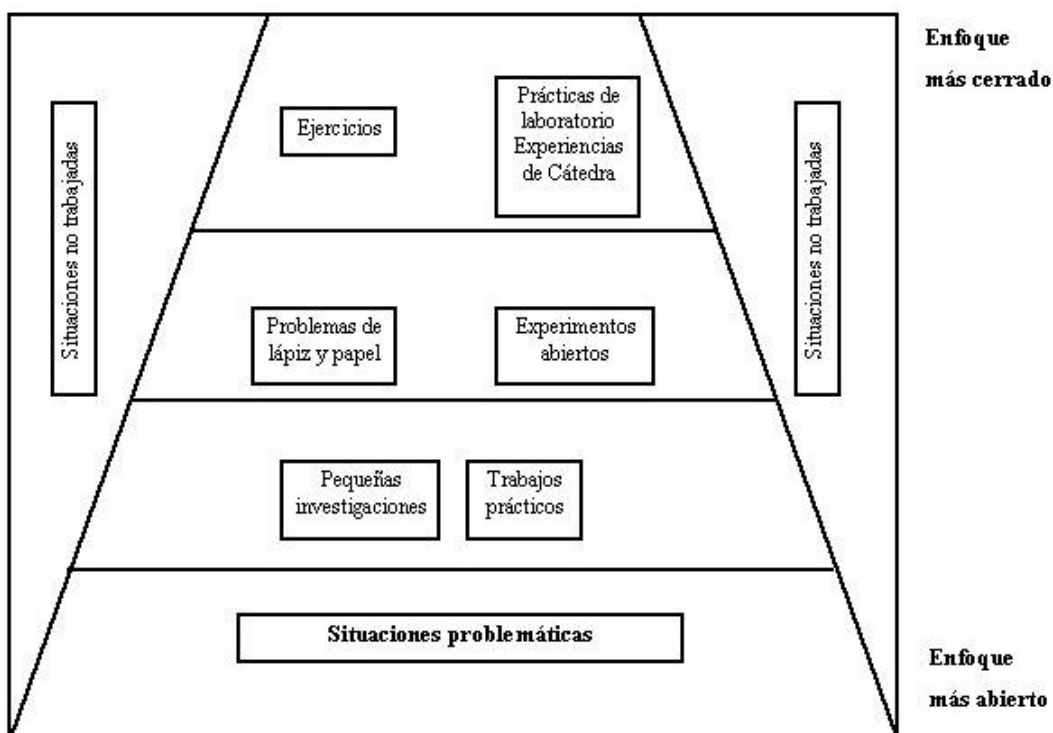 Enfoque
más cerrado
Situaciones no trabajadas
Ejercicios
Prácticas de
laboratorio
Experiencias
de Cátedra
Situaciones no trabajadas
Problemas de
lápiz y papel
Experimentos
abiertos
Pequeñas
investigaciones
Trabajos
prácticos
Situaciones problemáticas
Enfoque
más abierto